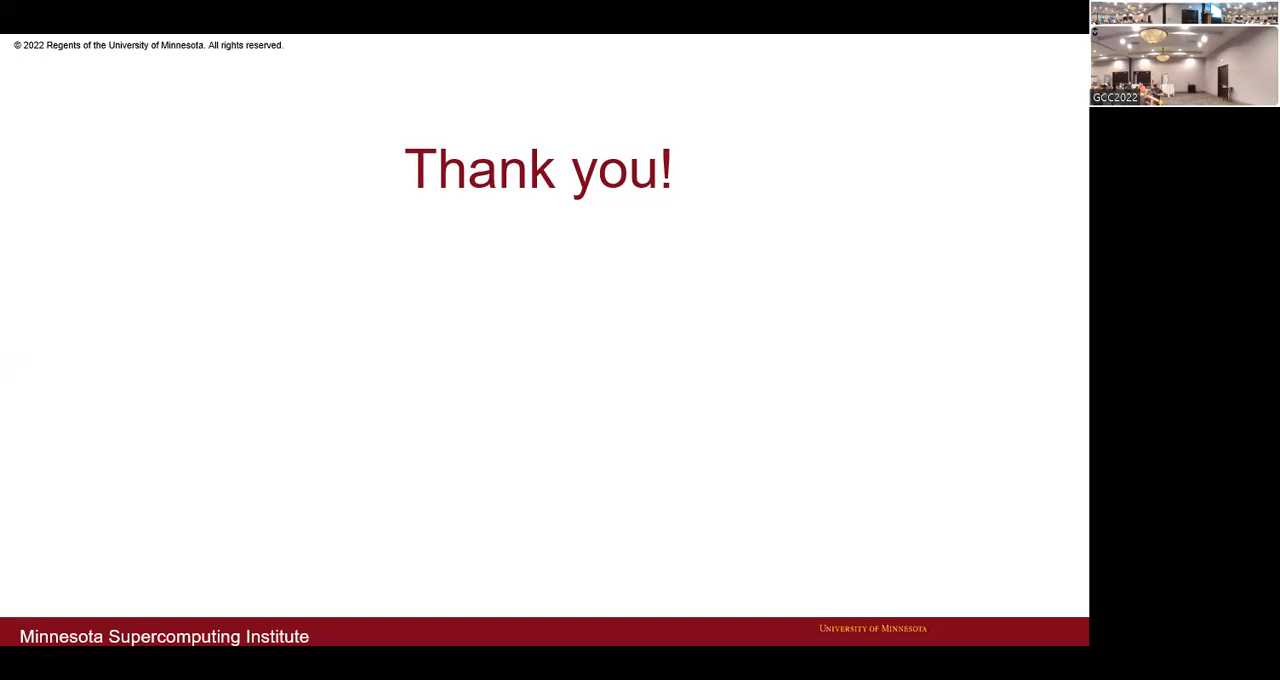 © 2022 Regents of the University of Minnesota. All rights reserved.
Thank you!
Minnesota Supercomputing Institute
University of Minnesota
GCC2022